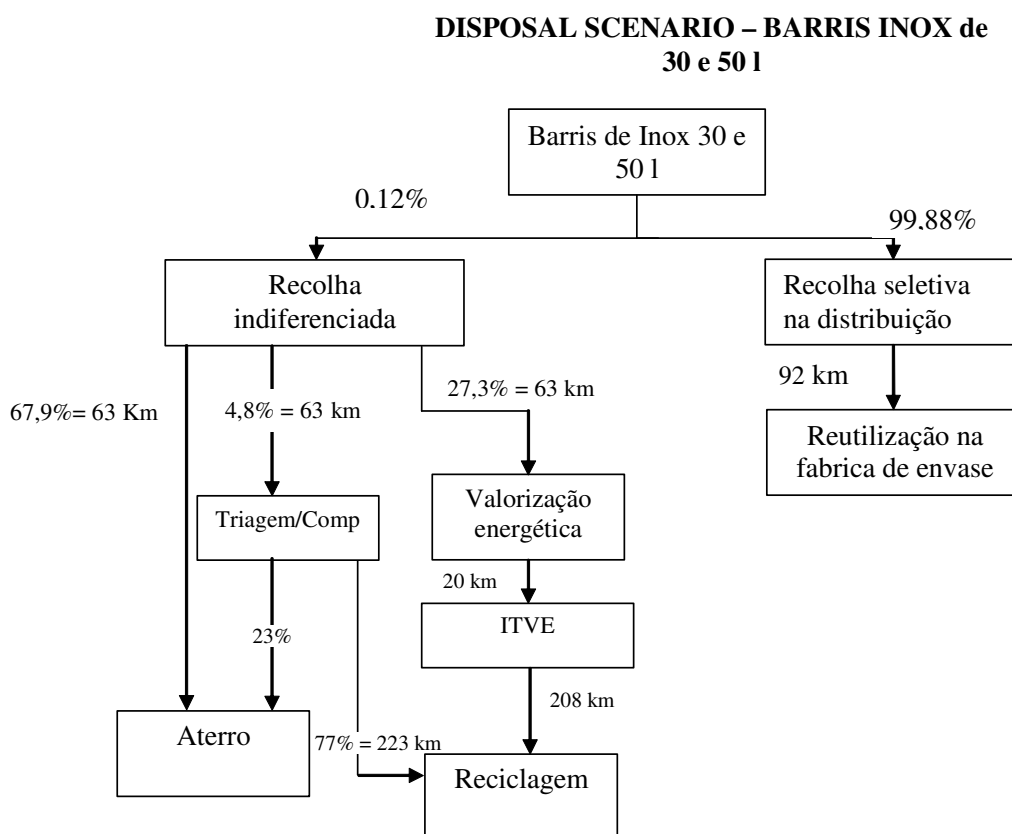 DISPOSAL SCENARIO – BARRIS INOX de
30 e 50 l
Barris de Inox 30 e
50 l
0.12%
99.88%
Recolha
indiferenciada
Recolha seletiva
na distribuição
67,9%= 63 Km
4,8% = 63 km
27,3% = 63 km
92 km
Reutilização na
fabrica de envase
Triagem/Comp
Valorização
energética
20 km
ITVE
23%
208 km
Aterro
77% = 223 km
Reciclagem